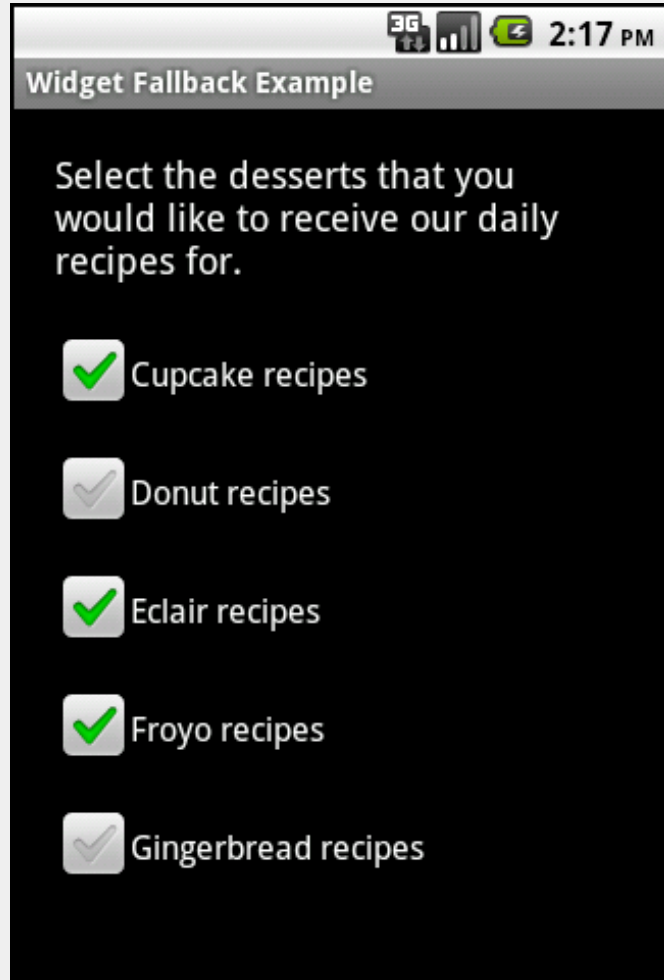 3G 2:17 PM
Widget Fallback Example
Select the desserts that you
would like to receive our daily
recipes for.
Cupcake recipes
Donut recipes
Eclair recipes
Froyo recipes
Gingerbread recipes